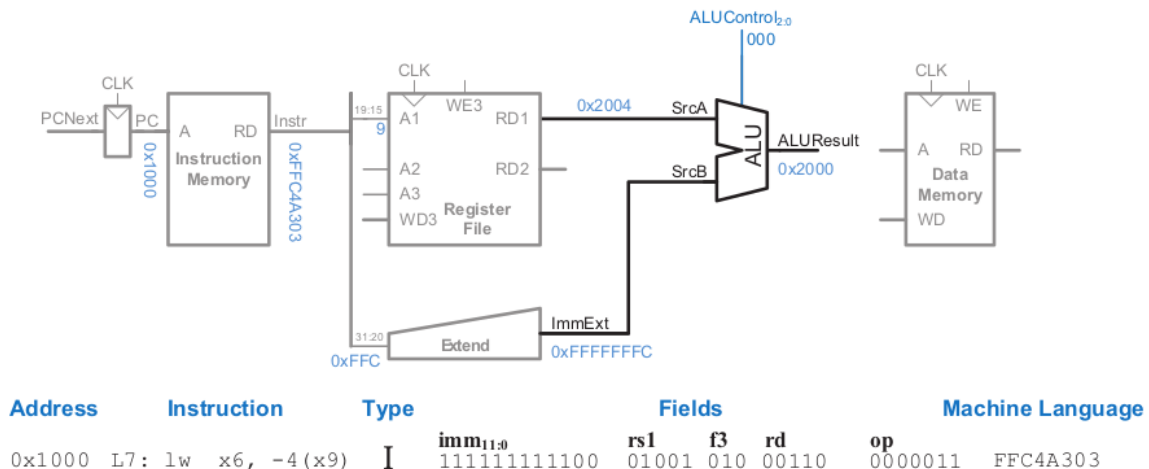 ALUControl2:0
000
CLK
CLK
CLK
PCNext
PC
A
RD
Instr
Instruction
Memory
0x1000
0xFFC4A303
19:15
9
A1
WE3
RD1
0x2004
SrcA
A2
RD2
A3
WD3
Register
File
SrcB
ALU
ALUResult
0x2000
WE
A
RD
Data
Memory
WD
31:20
0xFFC
Extend
ImmExt
0xFFFFFFFC
Address Instruction Type Fields Machine Language
imm11:0 rs1 f3 rd op
0x1000 L7: lw x6, -4(x9) I 111111111100 01001 010 00110 0000011 FFC4A303